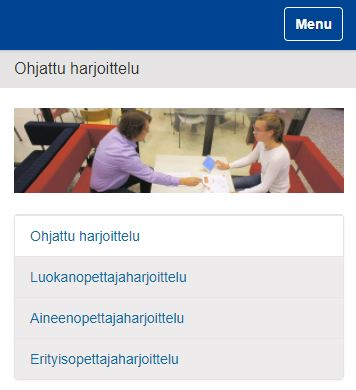 Menu
Ohjattu harjoittelu
Ohjattu harjoittelu
Luokanopettajaharjoittelu
Aineenopettajaharjoittelu
Erityisopettajaharjoittelu